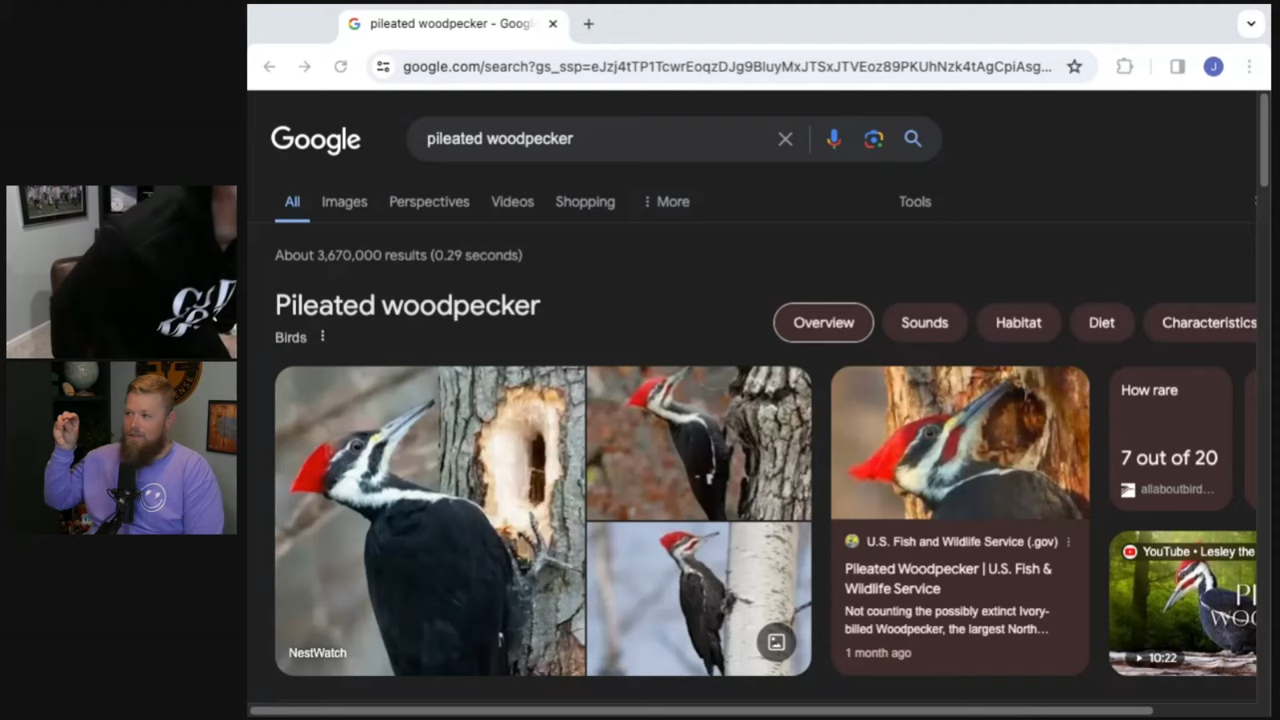 pileated woodpecker - Goog
google.com/search?gs_ssp=eJzj4tTP1TcwrEoqzDJg9BluyMxJTSxJTVEoz89PKUhNzk4tAgCpiAsg...
J
Google
pileated woodpecker
All Images Perspectives Videos Shopping More Tools
About 3,670,000 results (0.29 seconds)
Pileated woodpecker
Birds
Overview Sounds Habitat Diet Characteristics
NestWatch
U.S. Fish and Wildlife Service (.gov)
Pileated Woodpecker | U.S. Fish &
Wildlife Service
Not counting the possibly extinct Ivory-
billed Woodpecker, the largest North...
1 month ago
How rare
7 out of 20
allaboutbird...
YouTube • Lesley the
PI
WOO
10:22